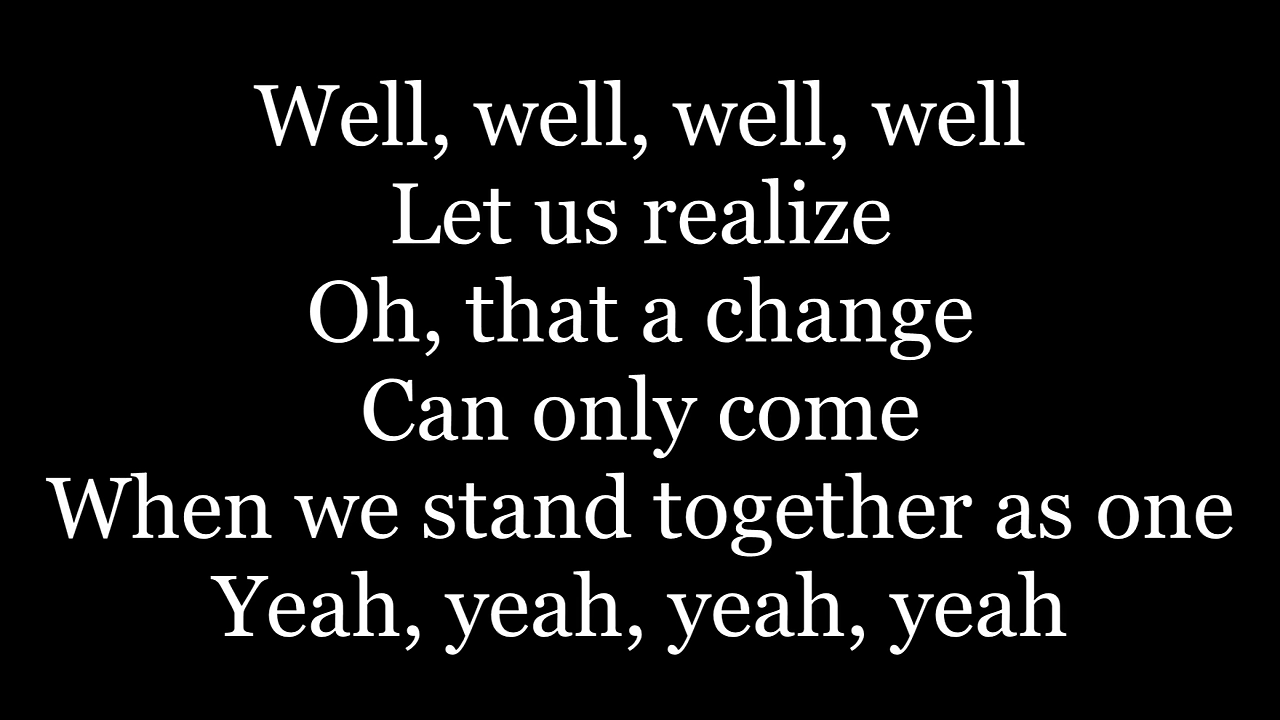 Well, well, well, well
Let us realize
Oh, that a change
Can only come
When we stand together as one
Yeah, yeah, yeah, yeah